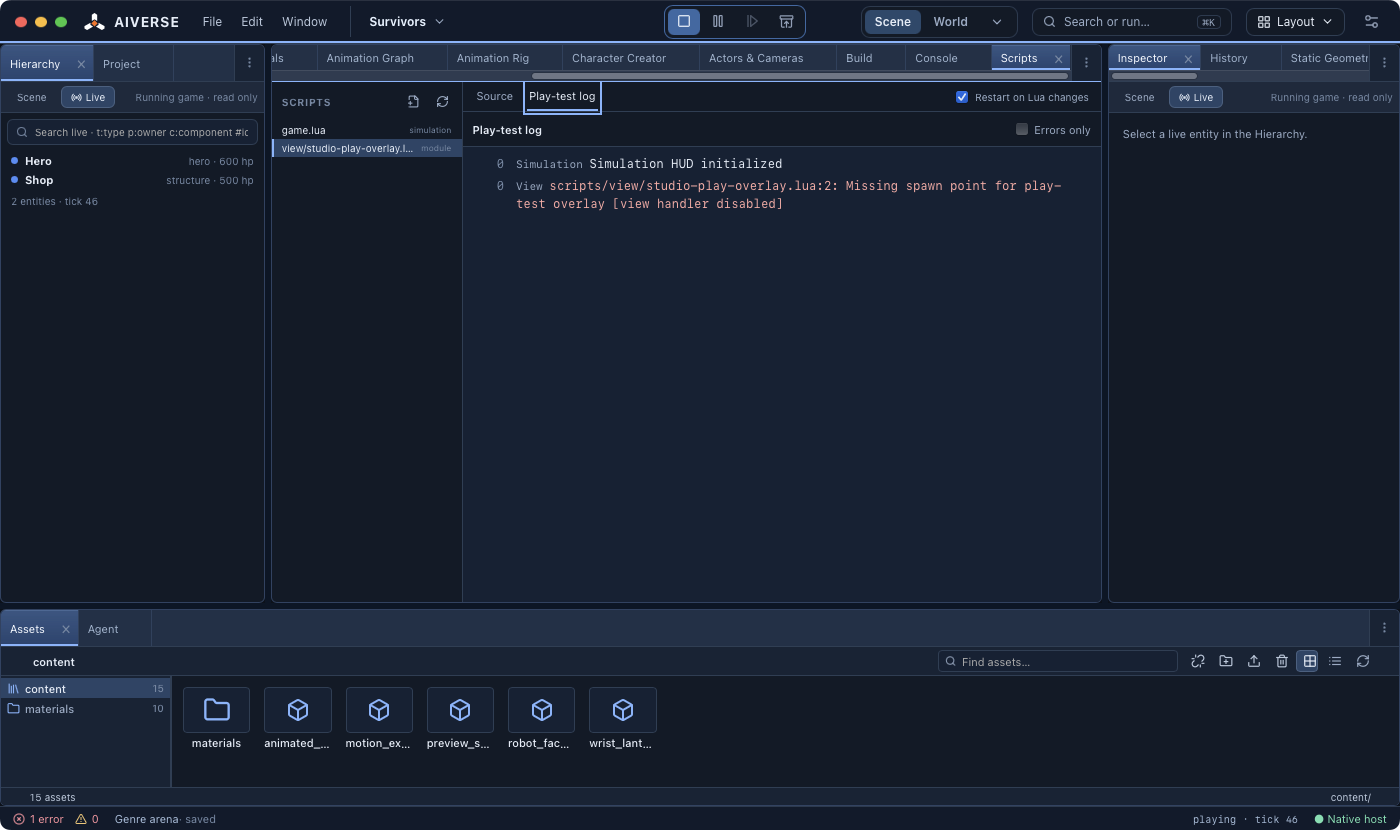 AIVERSE File Edit Window Survivors Scene World Search or run... ⌘K Layout
Hierarchy Project
Scene Live Running game · read only
Search live · t:type p:owner c:component #ic
Hero hero · 600 hp
Shop structure · 500 hp
2 entities · tick 46
als Animation Graph Animation Rig Character Creator Actors & Cameras Build Console Scripts
SCRIPTS
game.lua simulation
view/studio-play-overlay.l... module
Source Play-test log Restart on Lua changes
Play-test log Errors only
0 Simulation Simulation HUD initialized
0 View scripts/view/studio-play-overlay.lua:2: Missing spawn point for play-
test overlay [view handler disabled]
Inspector History Static Geometr
Scene Live Running game · read only
Select a live entity in the Hierarchy.
Assets Agent
content Find assets...
content 15
materials 10
materials animated_... motion_ex... preview_s... robot_fac... wrist_lant...
15 assets content/
1 error 0 Genre arena · saved playing · tick 46 Native host